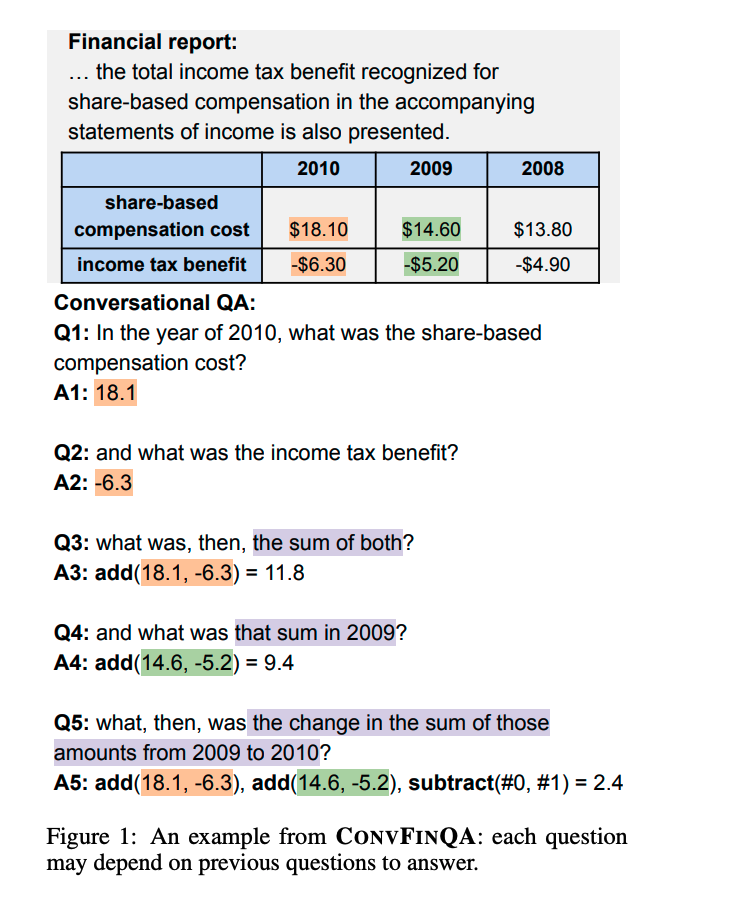 Financial report:
... the total income tax benefit recognized for
share-based compensation in the accompanying
statements of income is also presented.
2010 2009 2008
share-based
compensation cost $18.10 $14.60 $13.80
income tax benefit -$6.30 -$5.20 -$4.90
Conversational QA:
Q1: In the year of 2010, what was the share-based
compensation cost?
A1: 18.1
Q2: and what was the income tax benefit?
A2: -6.3
Q3: what was, then, the sum of both?
A3: add(18.1, -6.3) = 11.8
Q4: and what was that sum in 2009?
A4: add(14.6, -5.2) = 9.4
Q5: what, then, was the change in the sum of those
amounts from 2009 to 2010?
A5: add(18.1, -6.3), add(14.6, -5.2), subtract(#0, #1) = 2.4
Figure 1: An example from CONVFINQA: each question
may depend on previous questions to answer.